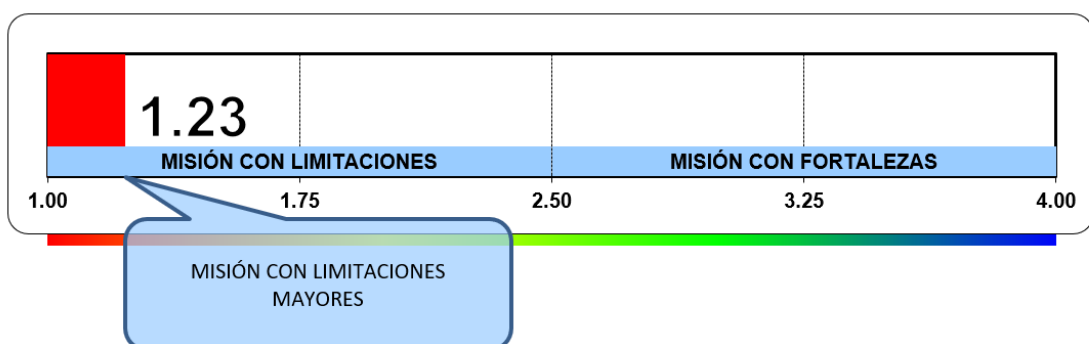 1.23
MISIÓN CON LIMITACIONES MISIÓN CON FORTALEZAS
1.00 1.75 2.50 3.25 4.00
MISIÓN CON LIMITACIONES
MAYORES